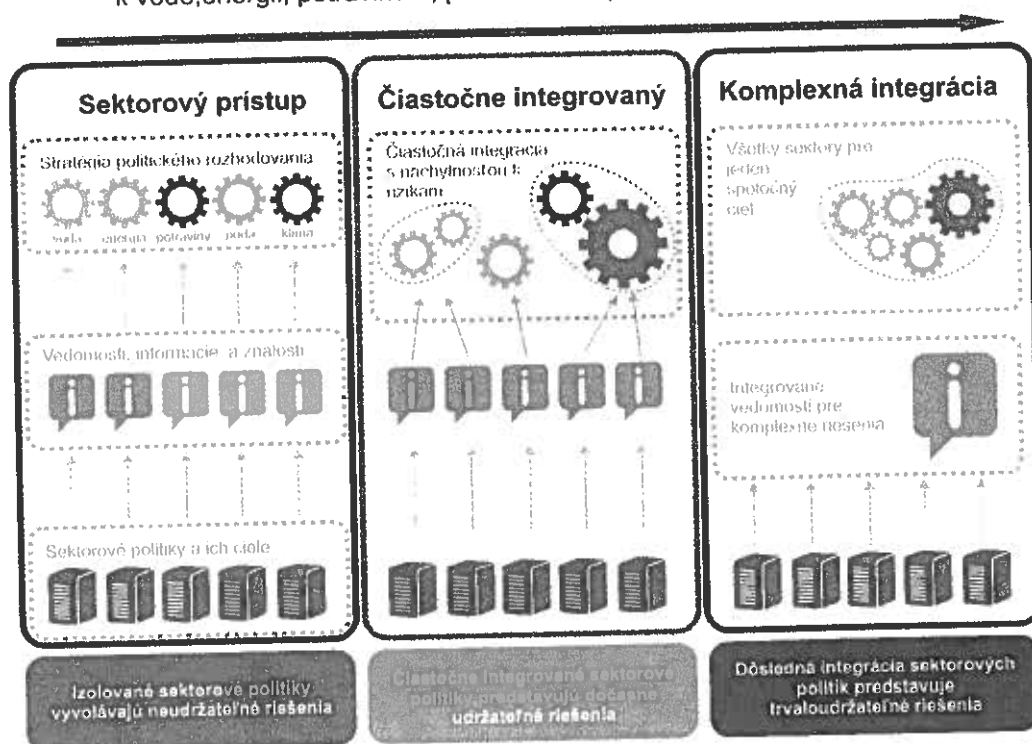 Sektorový prístup
Stratégia politického rozhodovania
voda energia potraviny pôda klíma
Vedomosti, informácie a znalosti
Sektorové politiky a ich ciele
Izolované sektorové politiky
vyvolávajú neudržateľné riešenia
Čiastočne integrovaný
Čiastočná integrácia
s náchylnosťou k
rizikám
Čiastočne integrované sektorové
politiky predstavujú dočasne
udržateľné riešenia
Komplexná integrácia
Všetky sektory pre
jeden
spoločný
cieľ
Integrované
vedomosti pre
komplexné riešenia
Dôsledná integrácia sektorových
politík predstavuje
trvaloudržateľné riešenia